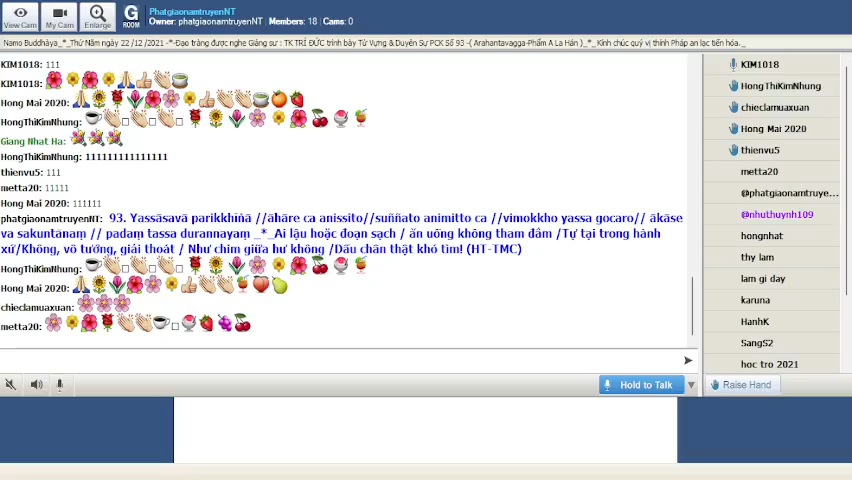 View Cam
My Cam
Enlarge
G
ROOM
PhatgiaonamtruyenNT
Owner: phatgiaonamtruyenNT | Members: 18 | Cams: 0
Namo Buddhàya_*_Thứ Năm ngày 22/12/2021 -*-Đạo tràng được nghe Giảng sư : TK TRÍ ĐỨC trình bày Từ Vựng & Duyên Sự PCK Số 93 -( Arahantavagga-Phẩm A La Hán )_*_ Kính chúc quý vị thính Pháp an lạc tiến hóa._
KIM1018: 111
KIM1018:
Hong Mai 2020:
HongThiKimNhung:
Giang Nhat Ha:
HongThiKimNhung: 111111111111111
thienvu5: 111
metta20: 11111
Hong Mai 2020: 111111
phatgiaonamtruyenNT: 93. Yassāsavā parikkhīṇā //āhāre ca anissito//suññato animitto ca //vimokkho yassa gocaro// ākāse
va sakuntānaṃ // padaṃ tassa durannayaṃ _*_Ai lậu hoặc đoạn sạch / ăn uống không tham đắm /Tự tại trong hành
xứ/Không, vô tướng, giải thoát / Như chim giữa hư không /Dấu chân thật khó tìm! (HT-TMC)
HongThiKimNhung:
Hong Mai 2020:
chieclamuaxuan:
metta20:
Hold to Talk
KIM1018
HongThiKimNhung
chieclamuaxuan
Hong Mai 2020
thienvu5
metta20
@phatgiaonamtruye...
@nhuthuynh109
hongnhat
thy lam
lam gi day
karuna
HanhK
SangS2
hoc tro 2021
Raise Hand